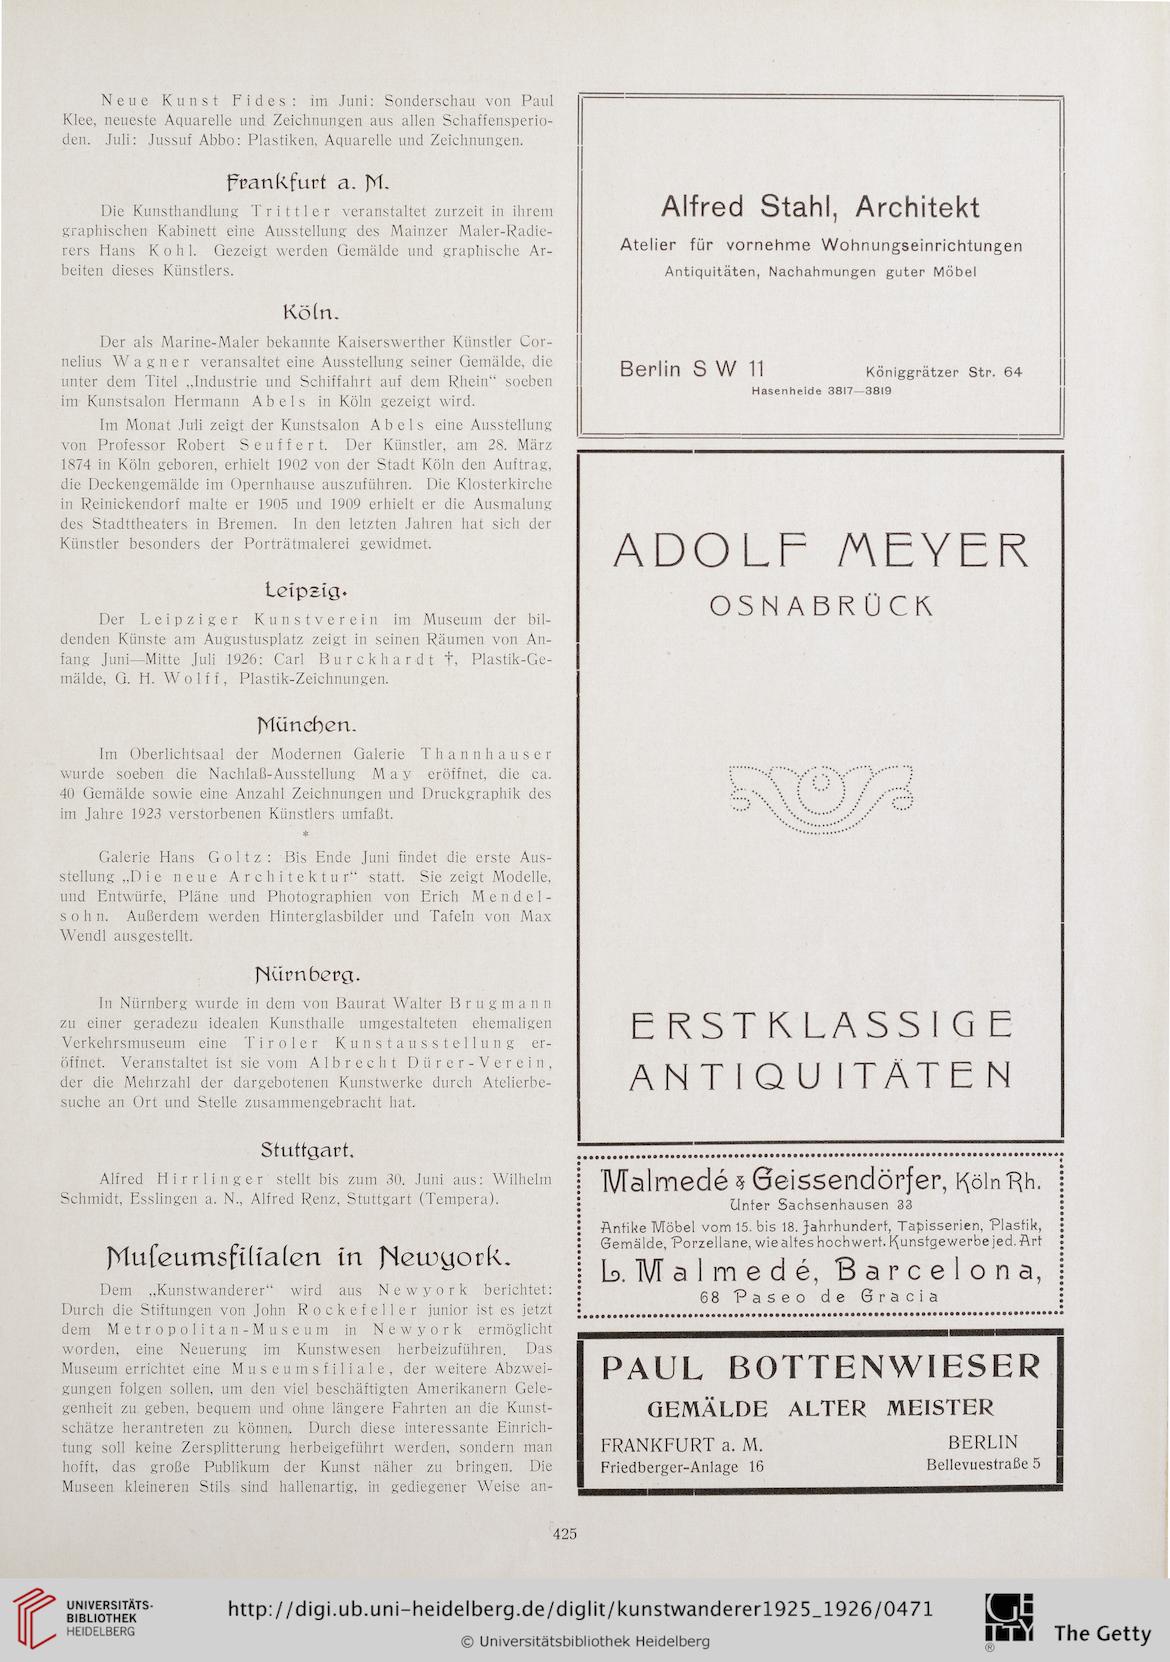 Neue Kunst Fides: im Juni: Sonderschau von Paul
Klee, neueste Aquarelle und Zeichnungen aus allen Schaffensperio-
den. Juli: Jussuf Abbo: Plastiken, Aquarelle und Zeichnungen.
Frankfurt a. M.
Die Kunsthandlung Trittler veranstaltet zurzeit in ihrem
graphischen Kabinett eine Ausstellung des Mainzer Maler-Radie-
rers Hans Kohl. Gezeigt werden Gemälde und graphische Ar-
beiten dieses Künstlers.
Köln.
Der als Marine-Maler bekannte Kaiserswerther Künstler Cor-
nelius Wagner veransaltet eine Ausstellung seiner Gemälde, die
unter dem Titel „Industrie und Schiffahrt auf dem Rhein“ soeben
im Kunstsalon Hermann Abels in Köln gezeigt wird.
Im Monat Juli zeigt der Kunstsalon Abels eine Ausstellung
von Professor Robert Seuffert. Der Künstler, am 28. März
1874 in Köln geboren, erhielt 1902 von der Stadt Köln den Auftrag,
die Deckengemälde im Opernhause auszuführen. Die Klosterkirche
in Reinickendorf malte er 1905 und 1909 erhielt er die Ausmalung
des Stadttheaters in Bremen. In den letzten Jahren hat sich der
Künstler besonders der Porträtmalerei gewidmet.
Leipzig.
Der Leipziger Kunstverein im Museum der bil-
denden Künste am Augustusplatz zeigt in seinen Räumen von An-
fang Juni—Mitte Juli 1926: Carl Burckhardt †, Plastik-Ge-
mälde, G. H. Wolff, Plastik-Zeichnungen.
München.
Im Oberlichtsaal der Modernen Galerie Thannhauser
wurde soeben die Nachlaß-Ausstellung May eröffnet, die ca.
40 Gemälde sowie eine Anzahl Zeichnungen und Druckgraphik des
im Jahre 1923 verstorbenen Künstlers umfaßt.
*
Galerie Hans Goltz: Bis Ende Juni findet die erste Aus-
stellung „Die neue Architektur“ statt. Sie zeigt Modelle,
und Entwürfe, Pläne und Photographien von Erich Mendel-
sohn. Außerdem werden Hinterglasbilder und Tafeln von Max
Wendl ausgestellt.
Nürnberg.
In Nürnberg wurde in dem von Baurat Walter Brugmann
zu einer geradezu idealen Kunsthalle umgestalteten ehemaligen
Verkehrsmuseum eine Tiroler Kunstausstellung er-
öffnet. Veranstaltet ist sie vom Albrecht Dürer-Verein,
der die Mehrzahl der dargebotenen Kunstwerke durch Atelierbe-
suche an Ort und Stelle zusammengebracht hat.
Stuttgart.
Alfred Hirrlinger stellt bis zum 30. Juni aus: Wilhelm
Schmidt, Esslingen a. N., Alfred Renz, Stuttgart (Tempera).
Museumsfilialen in Newyork.
Dem „Kunstwanderer“ wird aus Newyork berichtet:
Durch die Stiftungen von John Rockefeller junior ist es jetzt
dem Metropolitan-Museum in Newyork ermöglicht
worden, eine Neuerung im Kunstwesen herbeizuführen. Das
Museum errichtet eine Museumsfiliale, der weitere Abzwei-
gungen folgen sollen, um den viel beschäftigten Amerikanern Gele-
genheit zu geben, bequem und ohne längere Fahrten an die Kunst-
schätze herantreten zu können. Durch diese interessante Einrich-
tung soll keine Zersplitterung herbeigeführt werden, sondern man
hofft, das große Publikum der Kunst näher zu bringen. Die
Museen kleineren Stils sind hallenartig, in gediegener Weise an-
Alfred Stahl, Architekt
Atelier für vornehme Wohnungseinrichtungen
Antiquitäten, Nachahmungen guter Möbel
Berlin SW 11 Königgrätzer Str. 64
Hasenheide 3817—3819
ADOLF MEYER
OSNABRÜCK
ERSTKLASSIGE
ANTIQUITÄTEN
Malmedé & Geissendörfer, Köln Rh.
Unter Sachsenhausen 33
Antike Möbel vom 15. bis 18. Jahrhundert, Tapisserien, Plastik,
Gemälde, Porzellane, wie altes hochwert. Kunstgewerbe jed. Art
L. Malmedé, Barcelona,
68 Paseo de Gracia
PAUL BOTTENWIESER
GEMÄLDE ALTER MEISTER
FRANKFURT a. M. BERLIN
Friedberger-Anlage 16 Bellevuestraße 5
425
UNIVERSITÄTS-
BIBLIOTHEK
HEIDELBERG
http://digi.ub.uni-heidelberg.de/diglit/kunstwanderer1925_1926/0471
© Universitätsbibliothek Heidelberg
GETTY
®
The Getty